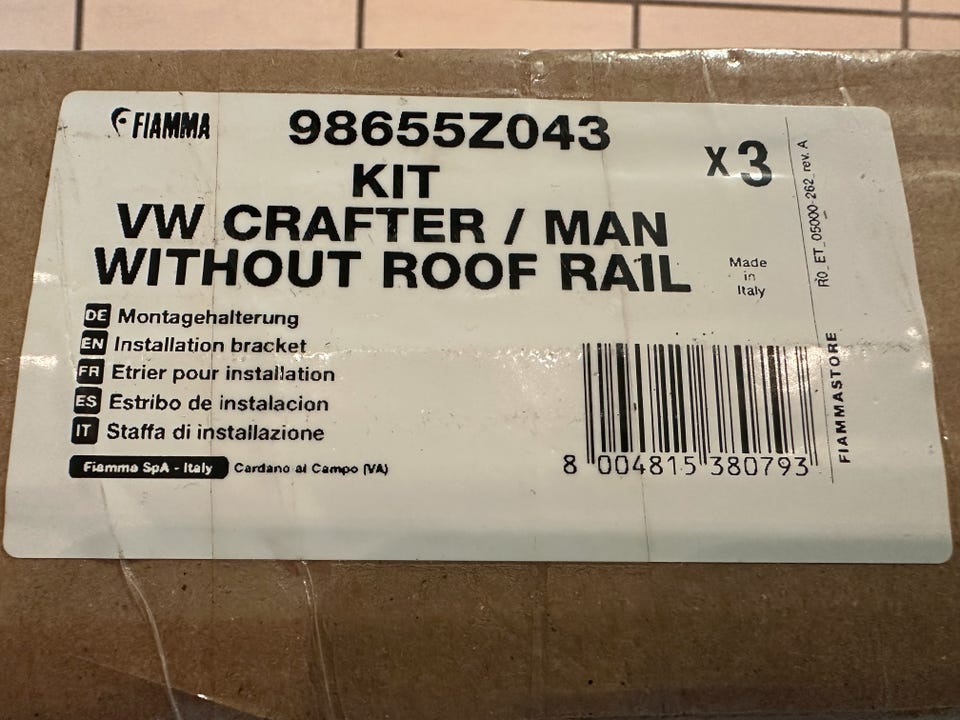 FIAMMA
98655Z043
KIT
VW CRAFTER / MAN
WITHOUT ROOF RAIL
x 3
Made
in
Italy
DE Montagehalterung
EN Installation bracket
FR Etrier pour installation
ES Estribo de instalacion
IT Staffa di installazione
Fiamma SpA - Italy Cardano al Campo (VA)
8 004815 380793
R0_ET_05000-262_rev. A
FIAMMASTORE